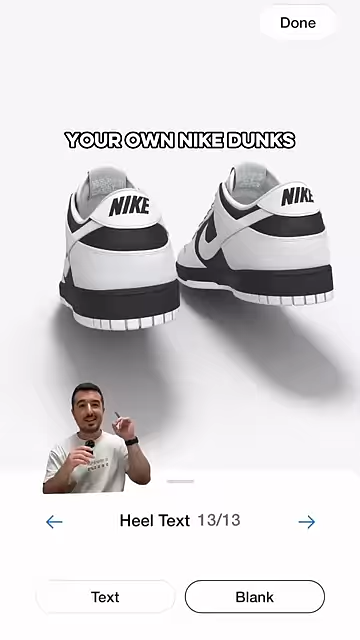 Done
YOUR OWN NIKE DUNKS
NIKE
NIKE
Heel Text 13/13
Text
Blank